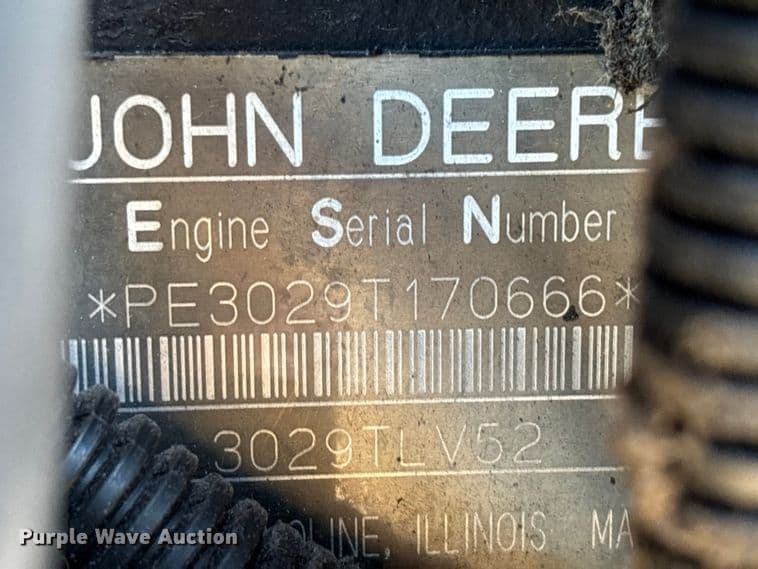 JOHN DEERE
Engine Serial Number
*PE3029T170666*
3029TLV52
OLINE, ILLINOIS MA
Purple Wave Auction